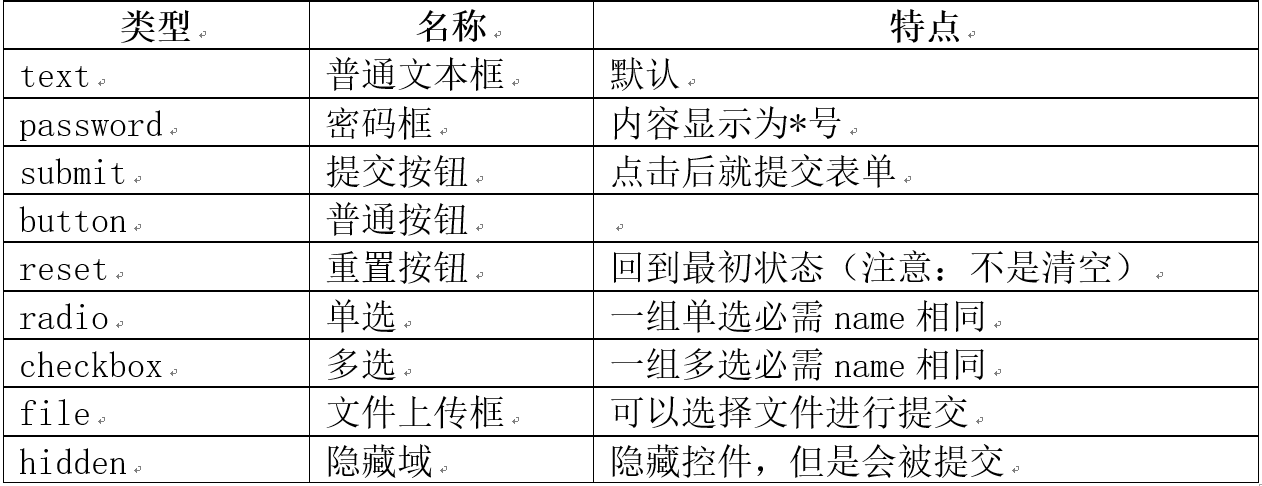 类型 名称 特点
text 普通文本框 默认
password 密码框 内容显示为*号
submit 提交按钮 点击后就提交表单
button 普通按钮
reset 重置按钮 回到最初状态（注意：不是清空）
radio 单选 一组单选必需 name 相同
checkbox 多选 一组多选必需 name 相同
file 文件上传框 可以选择文件进行提交
hidden 隐藏域 隐藏控件，但是会被提交